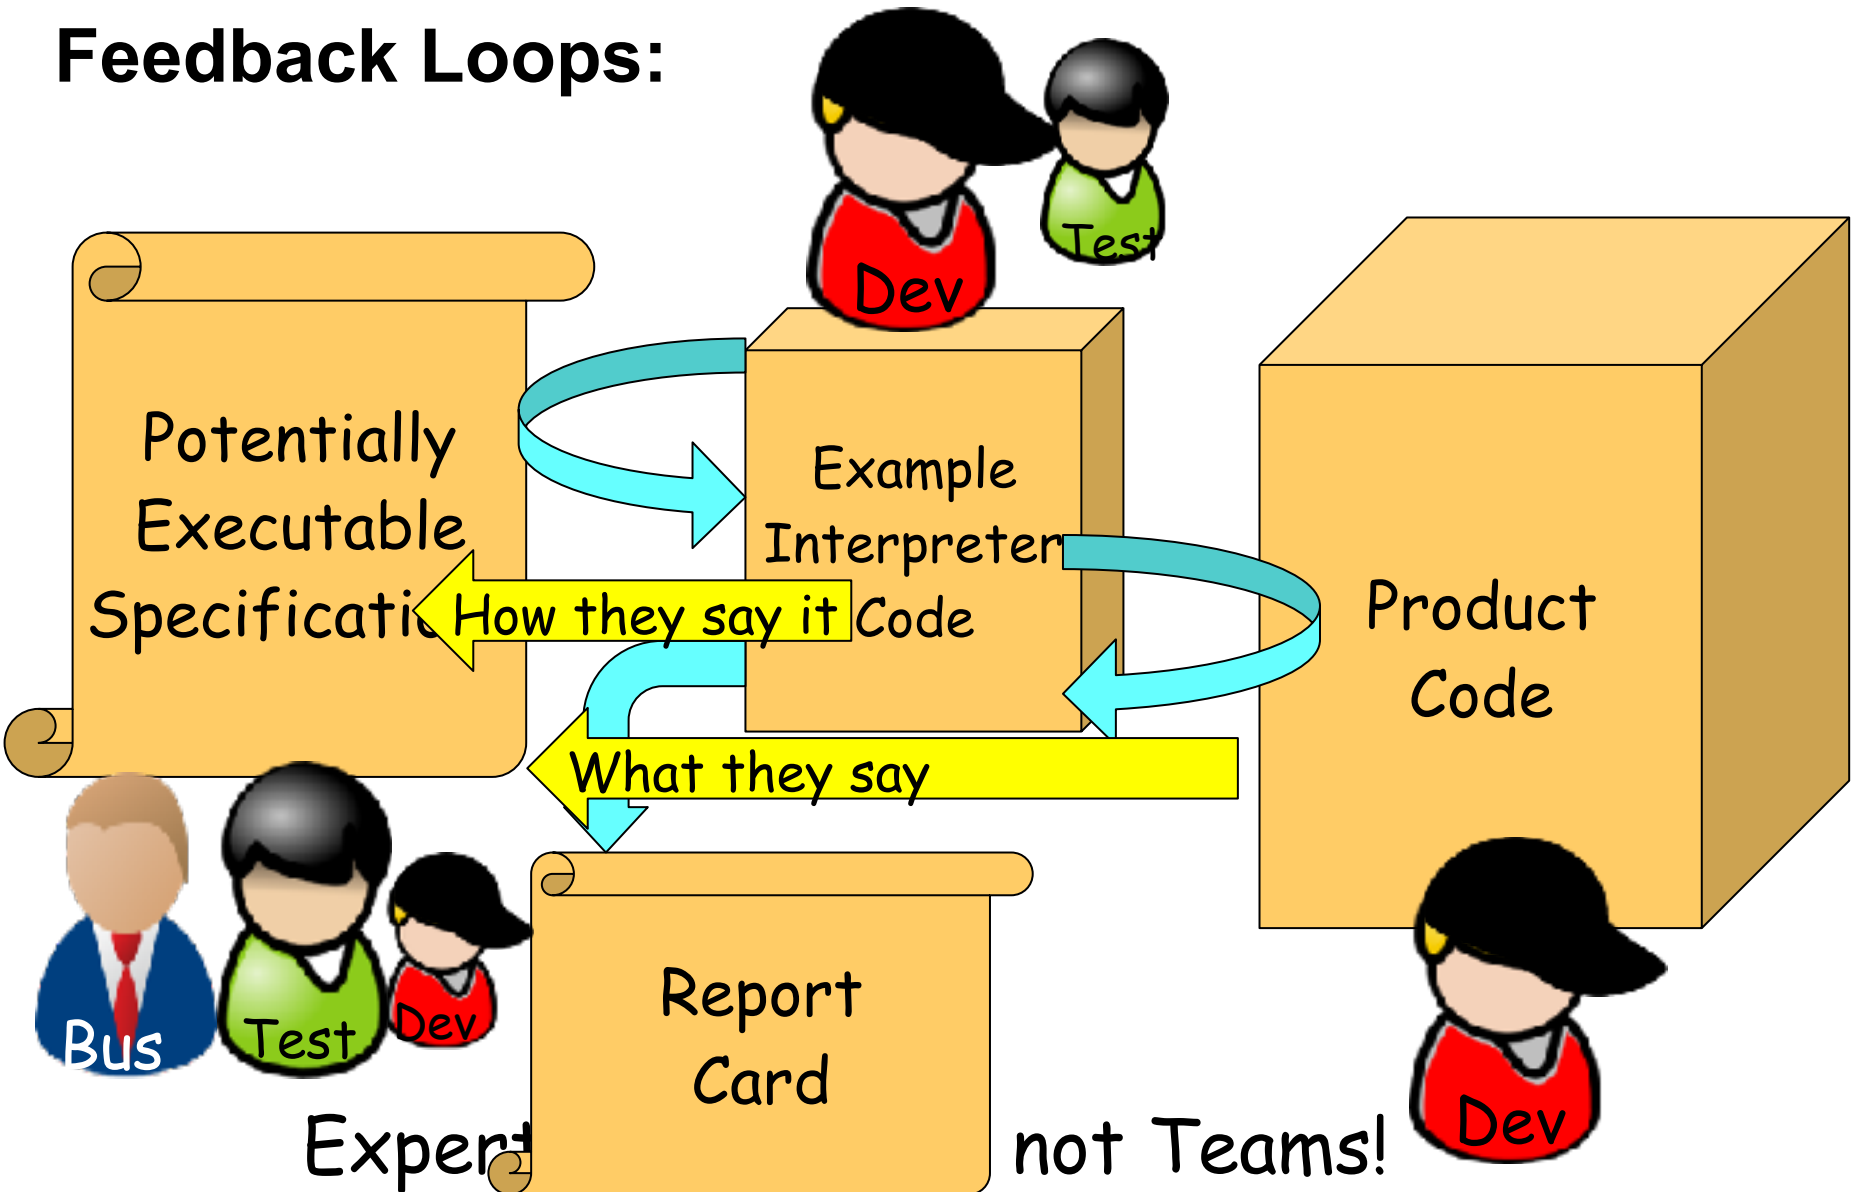 Feedback Loops:
Test
Dev
Potentially
Executable
Example
Interpreter
Code
How they say it
Product
Code
What they say
Bus
Test
Dev
Report
Card
not Teams!
Dev